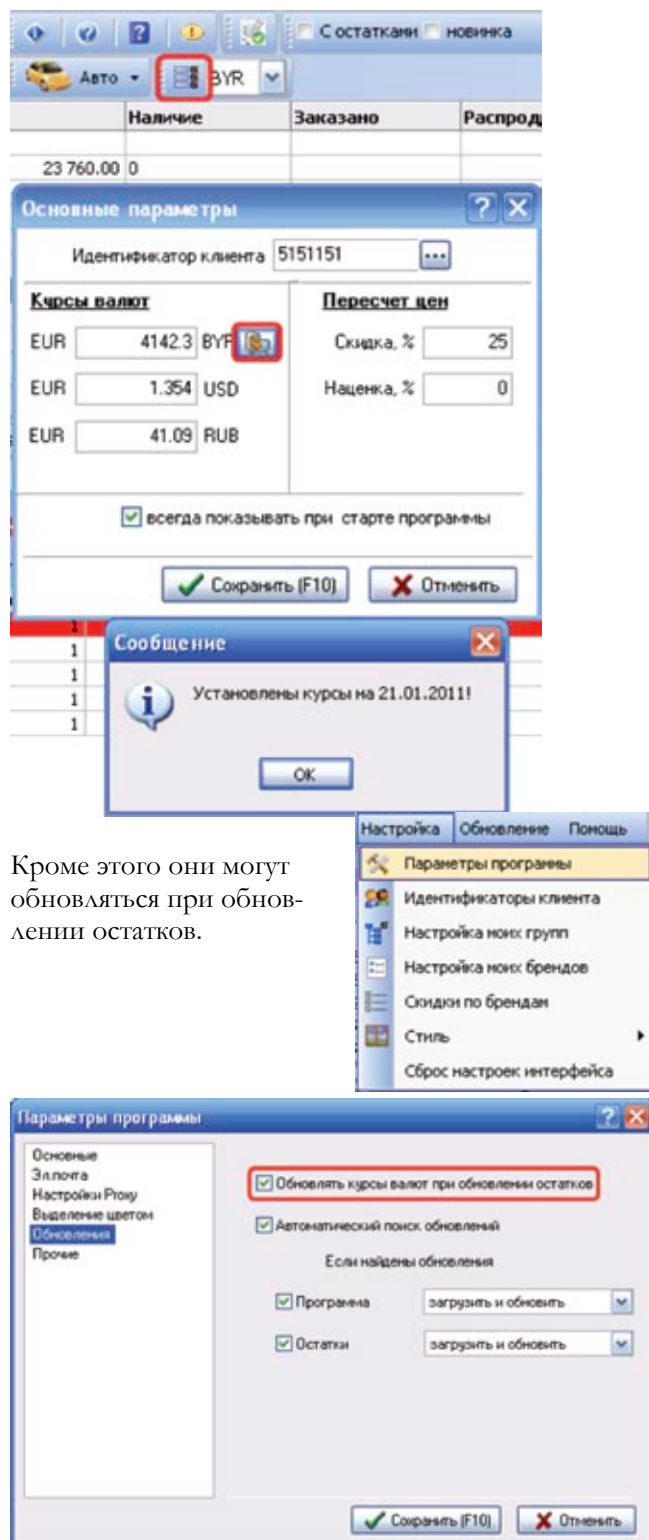 С остатками новинка
Авто BYR
Наличие Заказано Распрод
23 760.00 0
Основные параметры
Идентификатор клиента 5151151 ...
Курсы валют Пересчет цен
EUR 4142.3 BYR Скидка, % 25
EUR 1.354 USD Наценка, % 0
EUR 41.09 RUB
всегда показывать при старте программы
Сохранить (F10) Отменить
1
1
1
1
1
Сообщение
Установлены курсы на 21.01.2011!
OK
Кроме этого они могут
обновляться при обнов-
лении остатков.
Настройка Обновление Помощь
Параметры программы
Идентификаторы клиента
Настройка моих групп
Настройка моих брендов
Скидки по брендам
Стиль
Сброс настроек интерфейса
Параметры программы
Основные
Эл.почта
Настройки Proxy
Выделение цветом
Обновления
Прочие
Обновлять курсы валют при обновлении остатков
Автоматический поиск обновлений
Если найдены обновления
Программа загрузить и обновить
Остатки загрузить и обновить
Сохранить (F10) Отменить